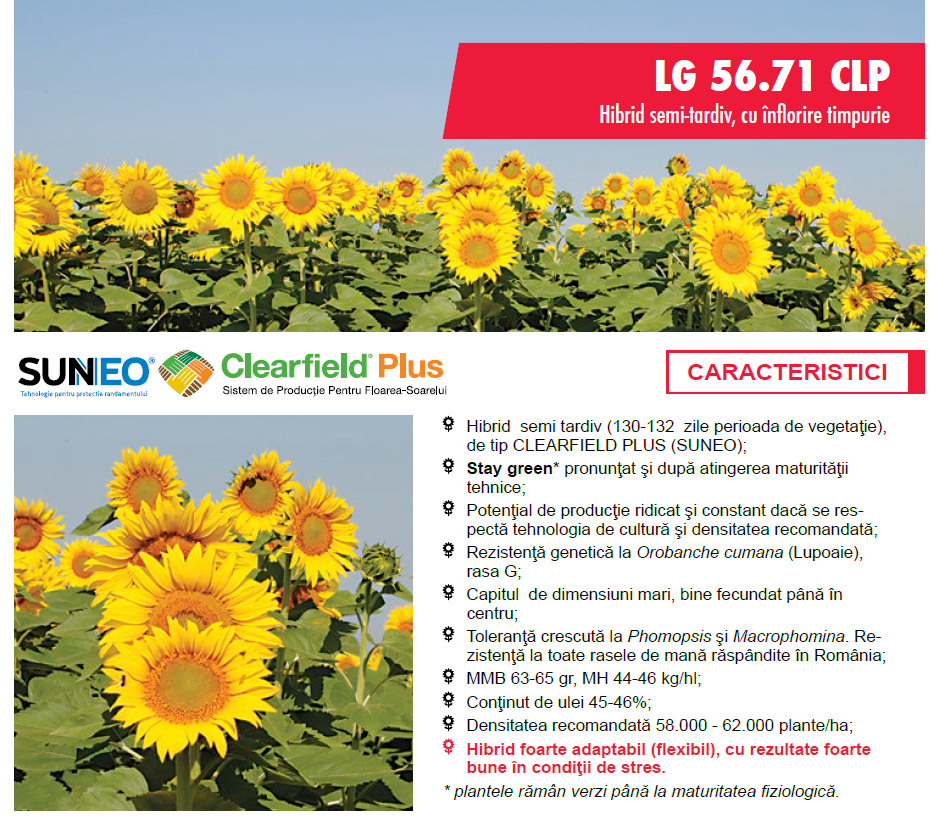 LG 56.71 CLP
Hibrid semi-tardiv, cu înflorire timpurie
SUNEO®
Tehnologie pentru protectia randamentului
Clearfield® Plus
Sistem de Producţie Pentru Floarea-Soarelui
CARACTERISTICI
Hibrid semi tardiv (130-132 zile perioada de vegetaţie),
de tip CLEARFIELD PLUS (SUNEO);
Stay green* pronunţat şi după atingerea maturităţii
tehnice;
Potenţial de producţie ridicat şi constant dacă se res-
pectă tehnologia de cultură şi densitatea recomandată;
Rezistenţă genetică la Orobanche cumana (Lupoaie),
rasa G;
Capitul de dimensiuni mari, bine fecundat până în
centru;
Toleranţă crescută la Phomopsis şi Macrophomina. Re-
zistenţă la toate rasele de mană răspândite în România;
MMB 63-65 gr, MH 44-46 kg/hl;
Conţinut de ulei 45-46%;
Densitatea recomandată 58.000 - 62.000 plante/ha;
Hibrid foarte adaptabil (flexibil), cu rezultate foarte
bune în condiţii de stres.
* plantele rămân verzi până la maturitatea fiziologică.